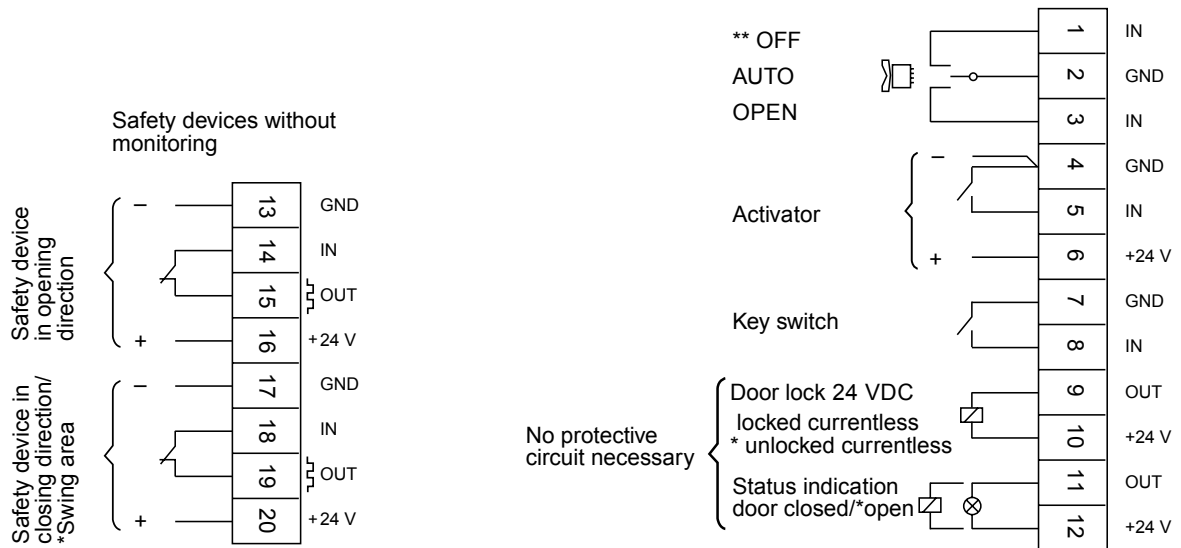 Safety devices without
monitoring
Safety device
in opening
direction
–
+
13 GND
14 IN
15 OUT
16 +24 V
Safety device in
closing direction/
*Swing area
–
+
17 GND
18 IN
19 OUT
20 +24 V
** OFF
AUTO
OPEN
1 IN
2 GND
3 IN
Activator
–
+
4 GND
5 IN
6 +24 V
Key switch
7 GND
8 IN
No protective
circuit necessary
Door lock 24 VDC
locked currentless
* unlocked currentless
9 OUT
10 +24 V
Status indication
door closed/*open
11 OUT
12 +24 V